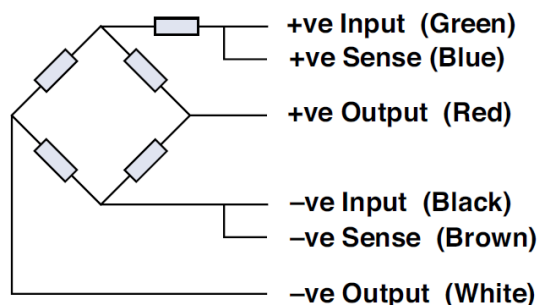 +ve Input (Green)
+ve Sense (Blue)
+ve Output (Red)
–ve Input (Black)
–ve Sense (Brown)
–ve Output (White)